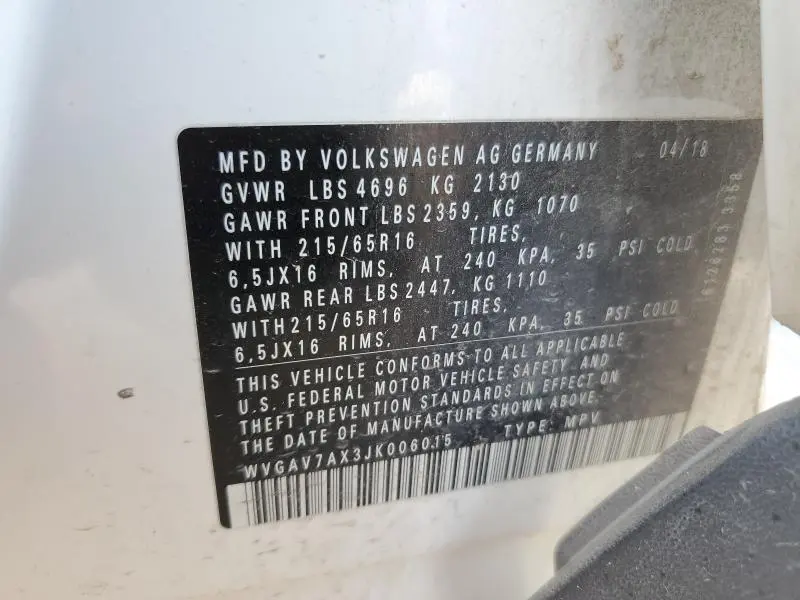 MFD BY VOLKSWAGEN AG GERMANY 04/18
GVWR LBS 4696 KG 2130
GAWR FRONT LBS 2359, KG 1070
WITH 215/65R16 TIRES,
6,5JX16 RIMS, AT 240 KPA, 35 PSI COLD
GAWR REAR LBS 2447, KG 1110
WITH 215/65R16 TIRES,
6,5JX16 RIMS, AT 240 KPA, 35 PSI COLD
THIS VEHICLE CONFORMS TO ALL APPLICABLE
U.S. FEDERAL MOTOR VEHICLE SAFETY AND
THEFT PREVENTION STANDARDS IN EFFECT ON
THE DATE OF MANUFACTURE SHOWN ABOVE.
WVGAV7AX3JK006015 TYPE: MPV